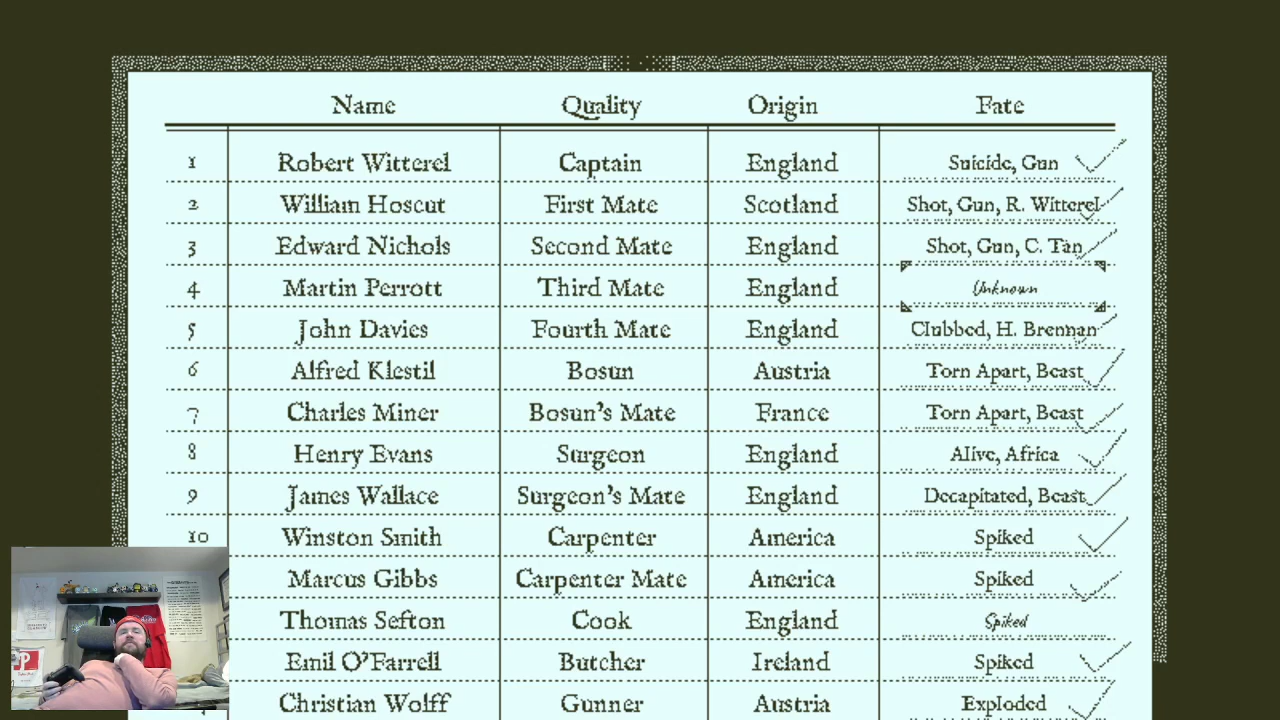 Name Quality Origin Fate
1 Robert Witterel Captain England Suicide, Gun
2 William Hoscut First Mate Scotland Shot, Gun, R. Witterel
3 Edward Nichols Second Mate England Shot, Gun, C. Tan
4 Martin Perrott Third Mate England Unknown
5 John Davies Fourth Mate England Clubbed, H. Brennan
6 Alfred Klestil Bosun Austria Torn Apart, Beast
7 Charles Miner Bosun's Mate France Torn Apart, Beast
8 Henry Evans Surgeon England Alive, Africa
9 James Wallace Surgeon's Mate England Decapitated, Beast
10 Winston Smith Carpenter America Spiked
Marcus Gibbs Carpenter Mate America Spiked
Thomas Sefton Cook England Spiked
Emil O'Farrell Butcher Ireland Spiked
Christian Wolff Gunner Austria Exploded